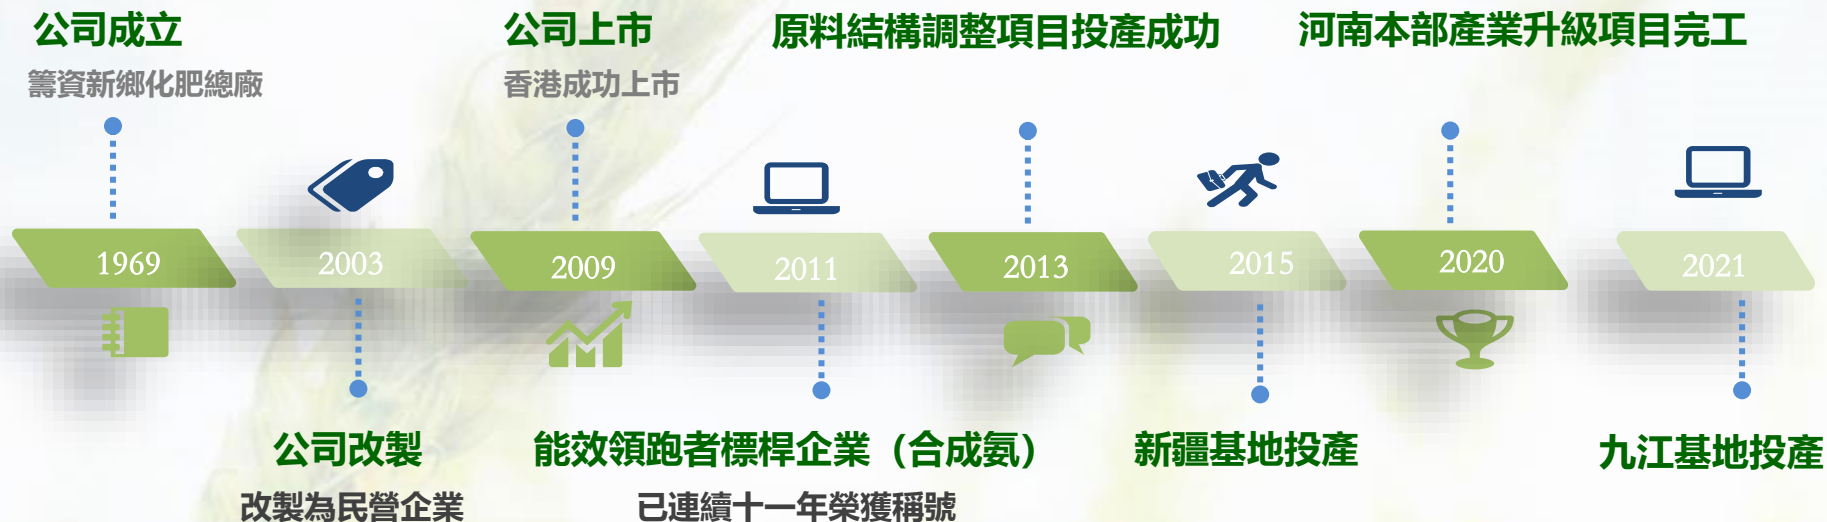 公司成立
籌資新鄉化肥總廠
公司上市
香港成功上市
原料結構調整項目投產成功
河南本部產業升級項目完工
1969
2003
2009
2011
2013
2015
2020
2021
公司改製
改製為民營企業
能效領跑者標桿企業（合成氨）
已連續十一年榮獲稱號
新疆基地投產
九江基地投產